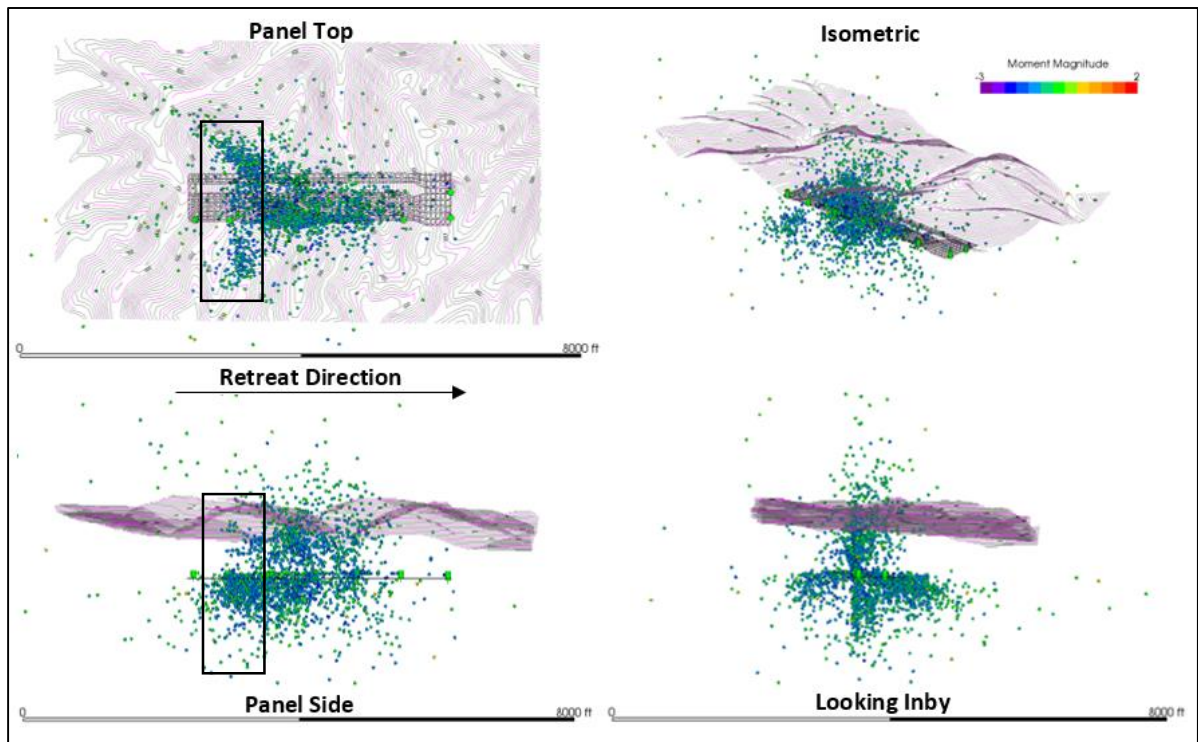 Panel Top
Isometric
Moment Magnitude
-3
2
0
8000 ft
Retreat Direction
Panel Side
0
8000 ft
Looking Inby
0
8000 ft